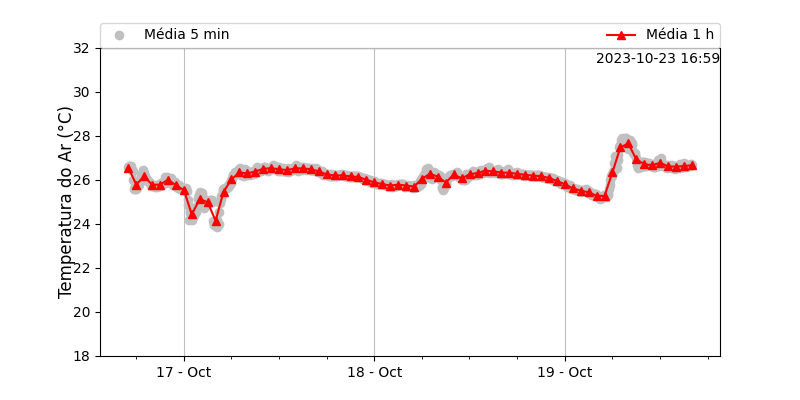 Média 5 min
Média 1 h
2023-10-23 16:59
Temperatura do Ar (°C)
32
30
28
26
24
22
20
18
17 - Oct
18 - Oct
19 - Oct